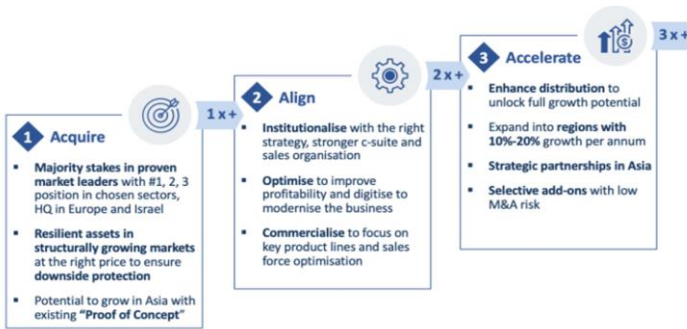 1 Acquire
▪ Majority stakes in proven
market leaders with #1, 2, 3
position in chosen sectors,
HQ in Europe and Israel
▪ Resilient assets in
structurally growing markets
at the right price to ensure
downside protection
▪ Potential to grow in Asia with
existing “Proof of Concept”
1 x +
2 Align
▪ Institutionalise with the right
strategy, stronger c-suite and
sales organisation
▪ Optimise to improve
profitability and digitise to
modernise the business
▪ Commercialise to focus on
key product lines and sales
force optimisation
2 x +
3 Accelerate
$
▪ Enhance distribution to
unlock full growth potential
▪ Expand into regions with
10%-20% growth per annum
▪ Strategic partnerships in Asia
▪ Selective add-ons with low
M&A risk
3 x +